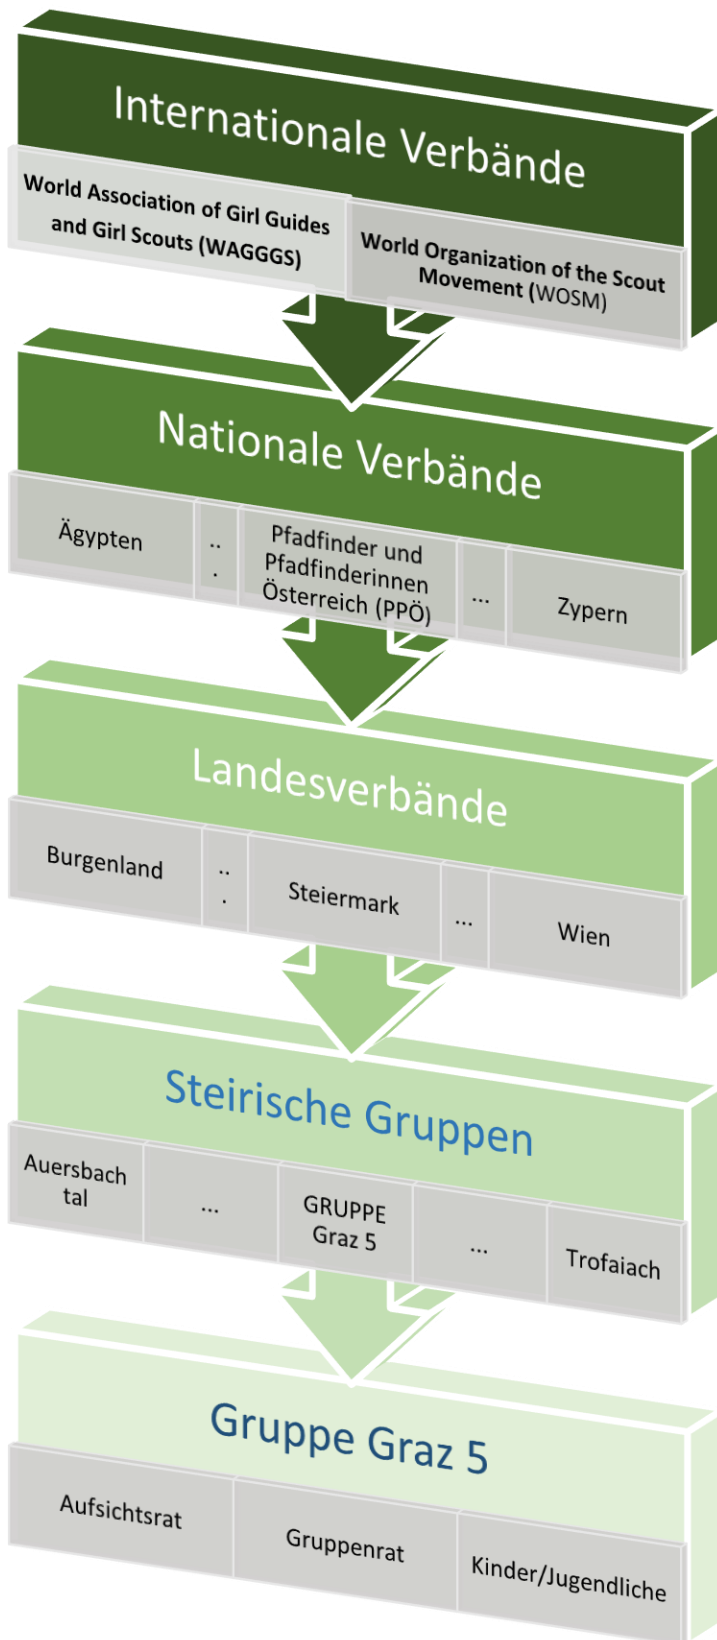 Internationale Verbände
World Association of Girl Guides
and Girl Scouts (WAGGGS)
World Organization of the Scout
Movement (WOSM)
Nationale Verbände
Ägypten
..
.
Pfadfinder und
Pfadfinderinnen
Österreich (PPÖ)
...
Zypern
Landesverbände
Burgenland
..
.
Steiermark
...
Wien
Steirische Gruppen
Auersbach
tal
...
GRUPPE
Graz 5
...
Trofaiach
Gruppe Graz 5
Aufsichtsrat
Gruppenrat
Kinder/Jugendliche